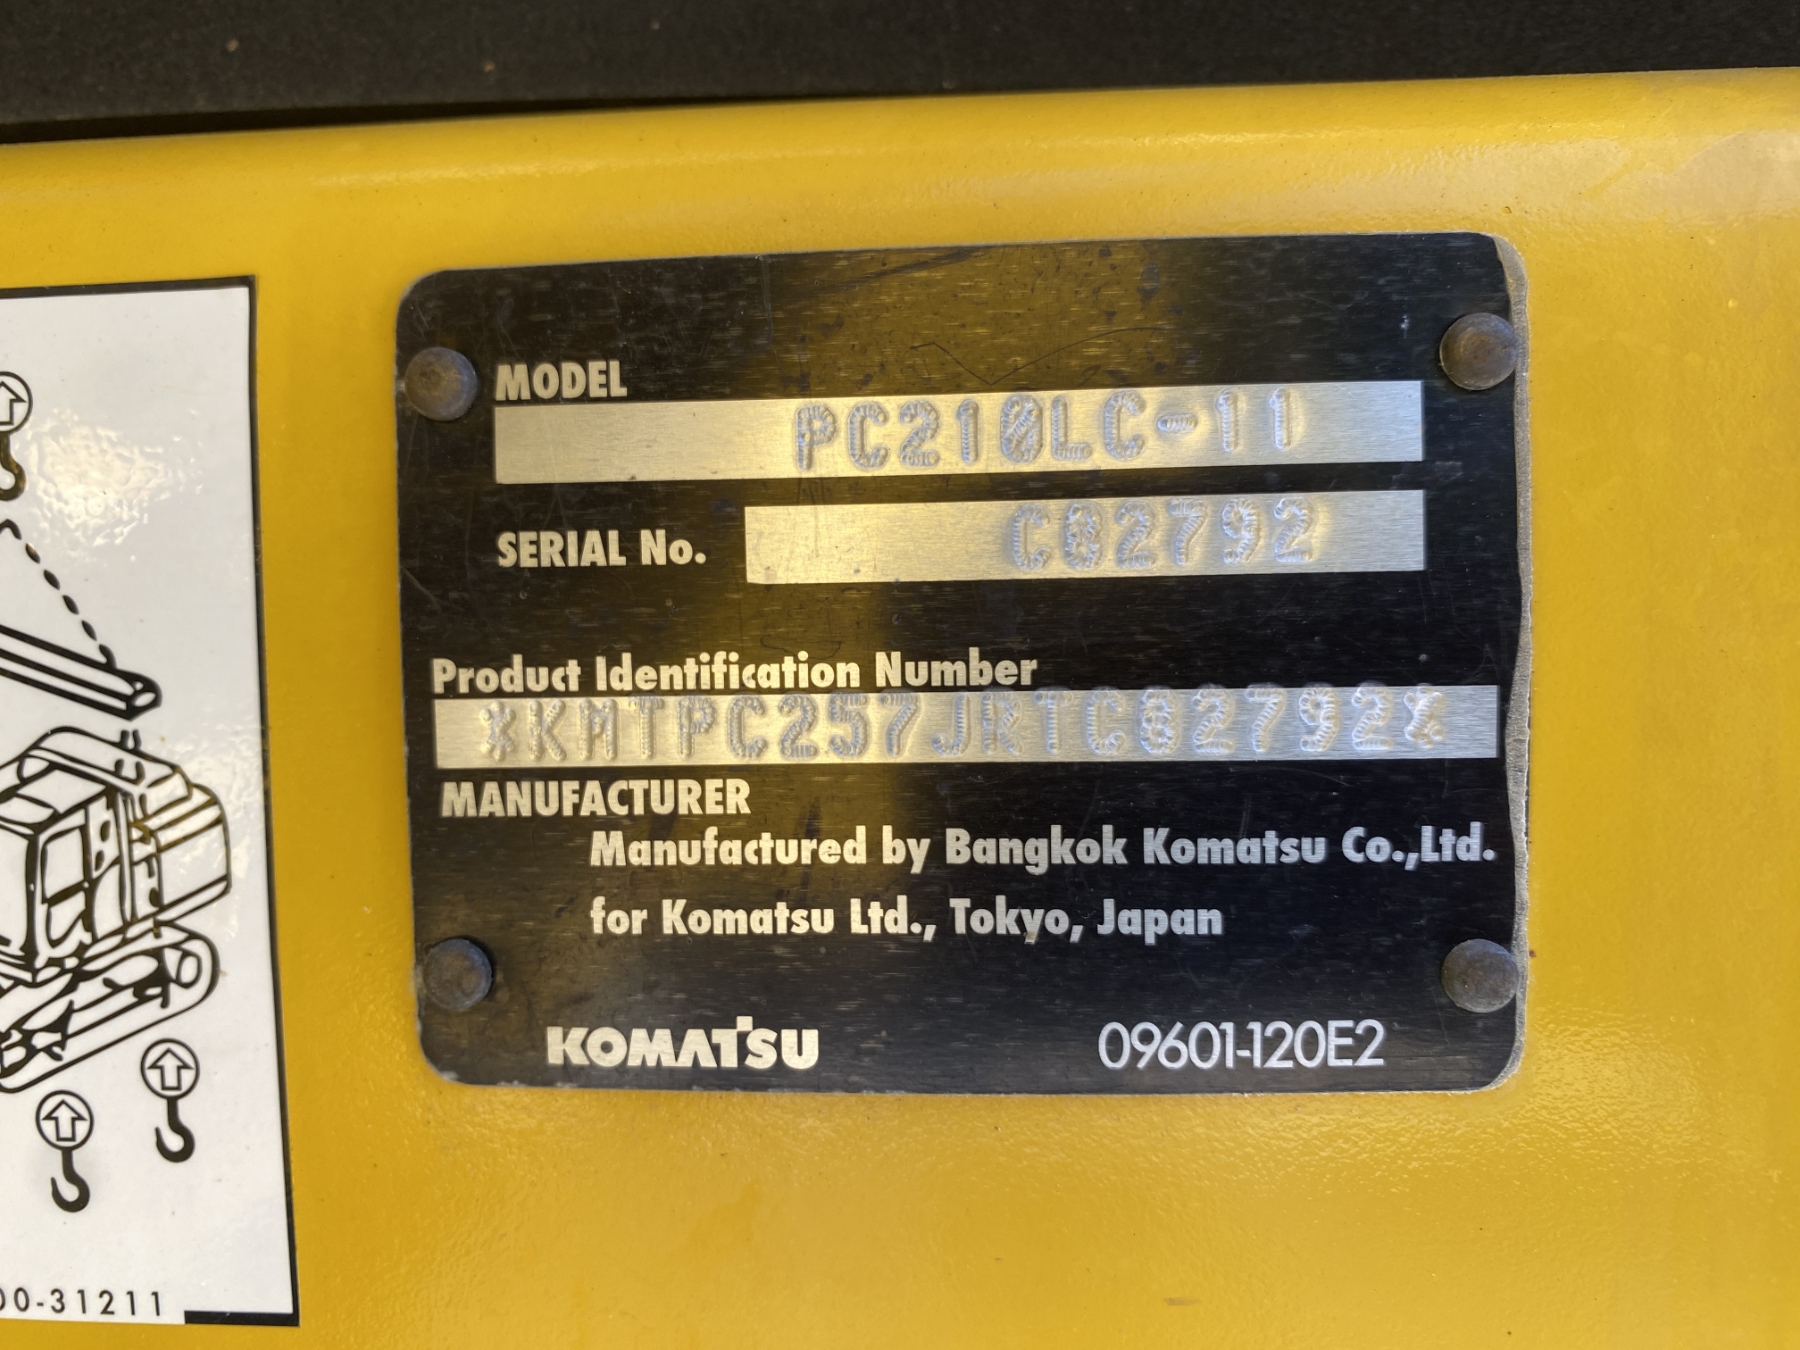 MODEL
PC210LC-11
SERIAL No.
C82792
Product Identification Number
*KMTPC257JRTC82792*
MANUFACTURER
Manufactured by Bangkok Komatsu Co.,Ltd.
for Komatsu Ltd., Tokyo, Japan
KOMATSU
09601-120E2
00-31211